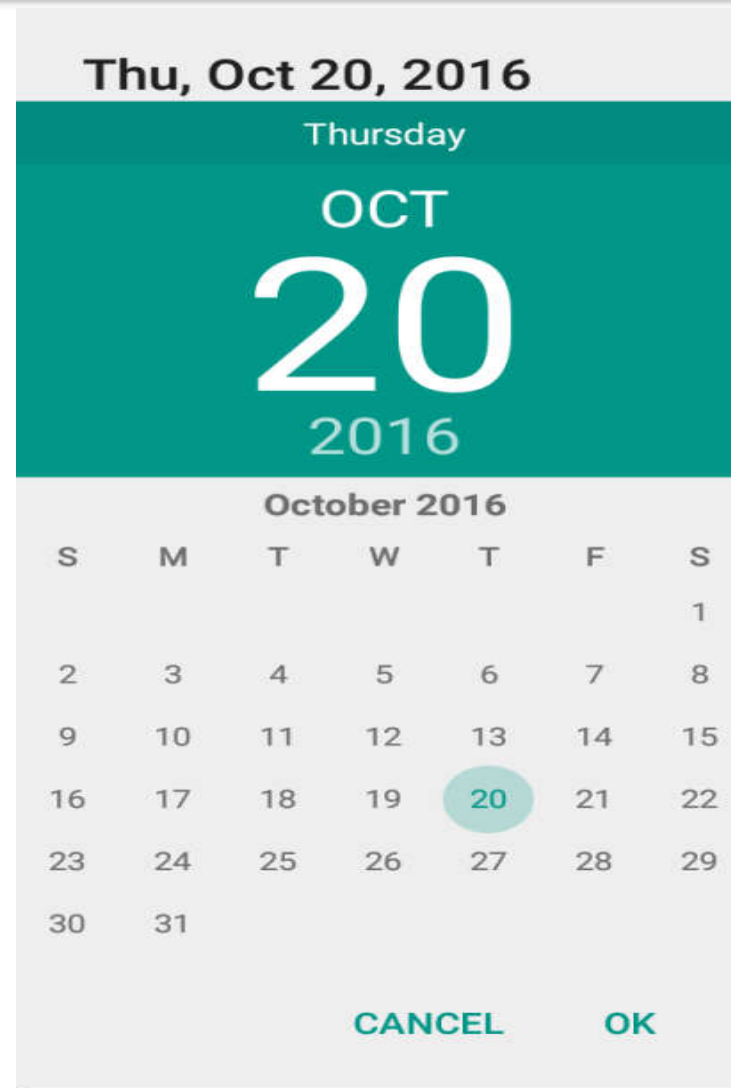 Thu, Oct 20, 2016
Thursday
OCT
20
2016
October 2016
S M T W T F S
1
2 3 4 5 6 7 8
9 10 11 12 13 14 15
16 17 18 19 20 21 22
23 24 25 26 27 28 29
30 31
CANCEL OK